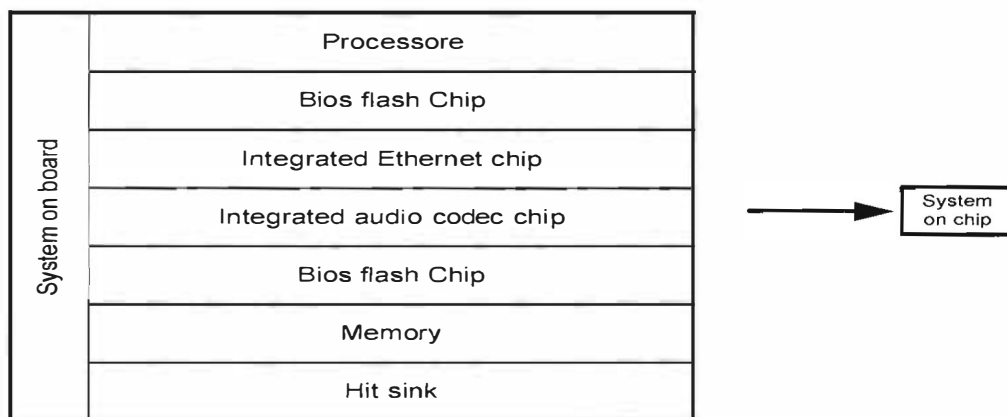 System on board
Processore
Bios flash Chip
Integrated Ethernet chip
Integrated audio codec chip
Bios flash Chip
Memory
Hit sink
System
on chip